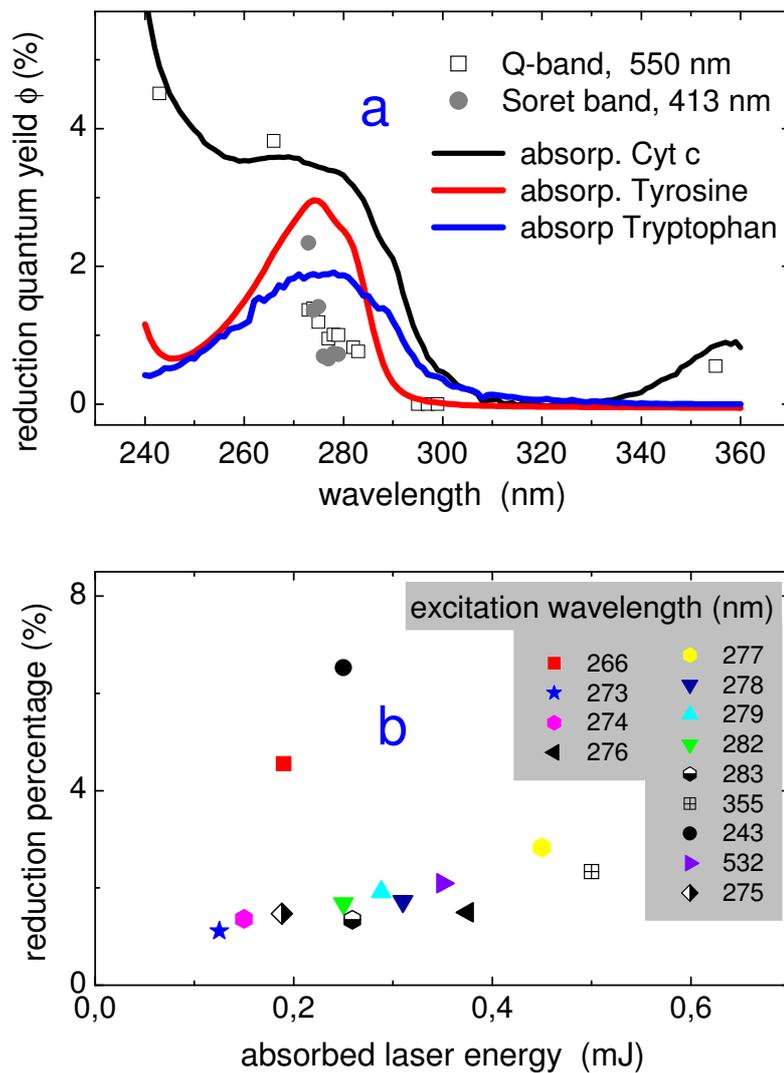 reduction quantum yeild ϕ (%)
4
2
0
a
Q-band, 550 nm
Soret band, 413 nm
absorp. Cyt c
absorp. Tyrosine
absorp Tryptophan
240 260 280 300 320 340 360
wavelength (nm)
reduction percentage (%)
8
4
0
b
excitation wavelength (nm)
266
273
274
276
277
278
279
282
283
355
243
532
275
0,0 0,2 0,4 0,6
absorbed laser energy (mJ)